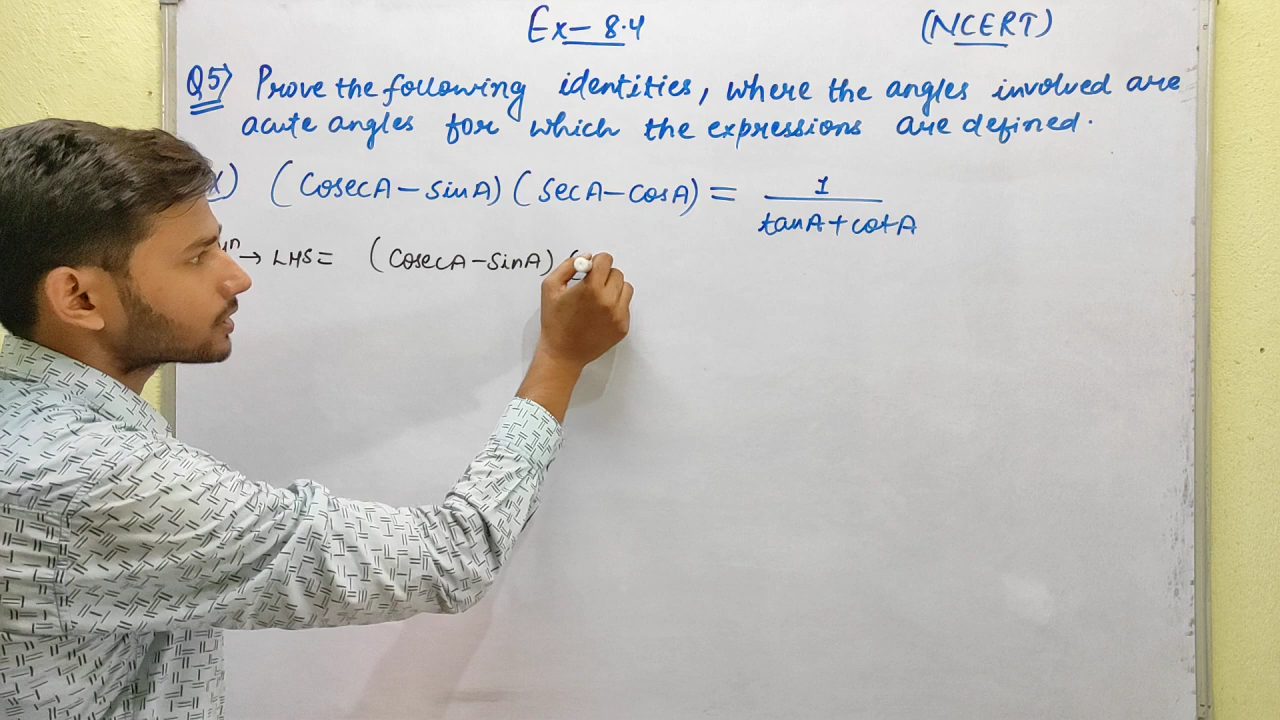 Ex-8.4 (NCERT)
Q5) Prove the following identities, where the angles involved are
acute angles for which the expressions are defined.
) (CosecA-SinA) (SecA-CosA) = 1/tanA+cotA
→ LHS= (CosecA-SinA) (